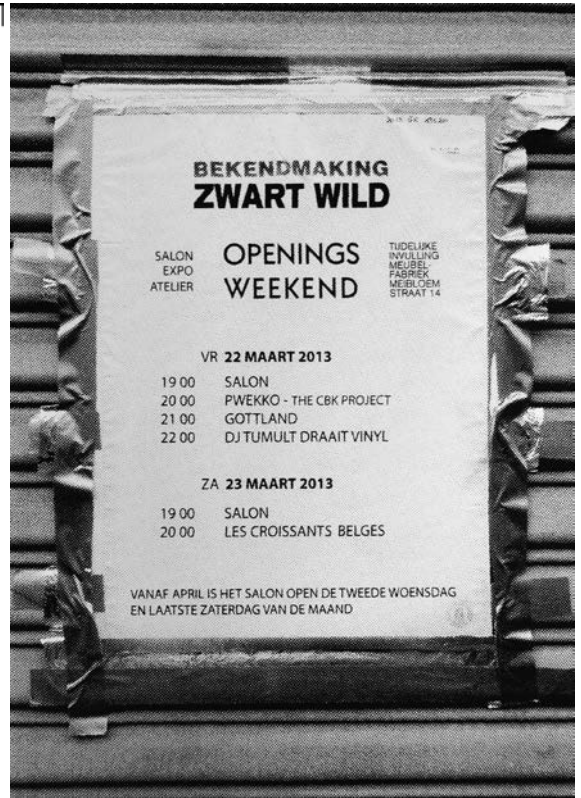 BEKENDMAKING
ZWART WILD
SALON
EXPO
ATELIER
OPENINGS
WEEKEND
TIJDELIJKE
INVULLING
MEUBEL-
FABRIEK
MEIBLOEM
STRAAT 14
VR 22 MAART 2013
19 00 SALON
20 00 PWEKKO - THE CBK PROJECT
21 00 GOTTLAND
22 00 DJ TUMULT DRAAIT VINYL
ZA 23 MAART 2013
19 00 SALON
20 00 LES CROISSANTS BELGES
VANAF APRIL IS HET SALON OPEN DE TWEEDE WOENSDAG
EN LAATSTE ZATERDAG VAN DE MAAND